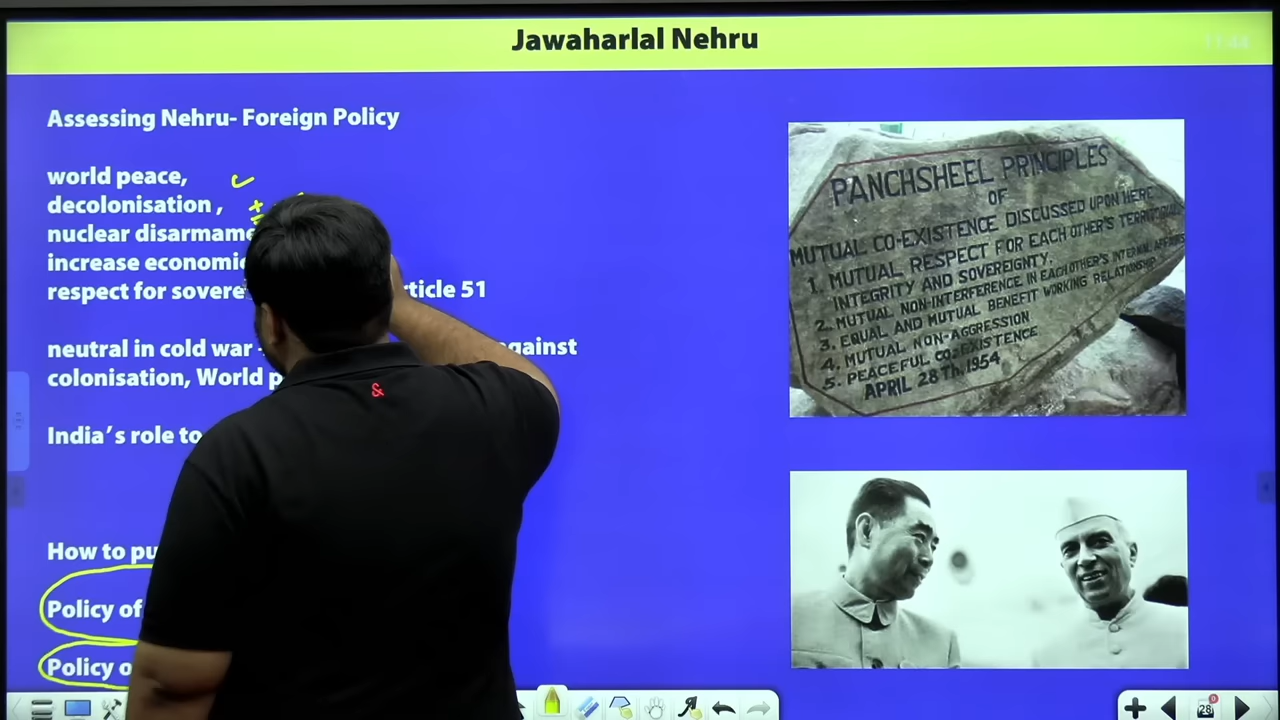 Jawaharlal Nehru
11:44
Assessing Nehru- Foreign Policy
world peace,
decolonisation ,
nuclear disarmame
increase economic
respect for sovere rticle 51
neutral in cold war - against
colonisation, World p
India's role to
How to pu
Policy of
Policy o
PANCHSHEEL PRINCIPLES
OF
MUTUAL CO-EXISTENCE DISCUSSED UPON HERE
1. MUTUAL RESPECT FOR EACH OTHER'S TERRITORIAL
INTEGRITY AND SOVEREIGNTY.
2. MUTUAL NON-INTERFERENCE IN EACH OTHER'S INTERNAL AFFAIRS
3. EQUAL AND MUTUAL BENEFIT WORKING RELATIONSHIP
4. MUTUAL NON-AGGRESSION
5. PEACEFUL CO-EXISTENCE
APRIL 28TH, 1954
&
28